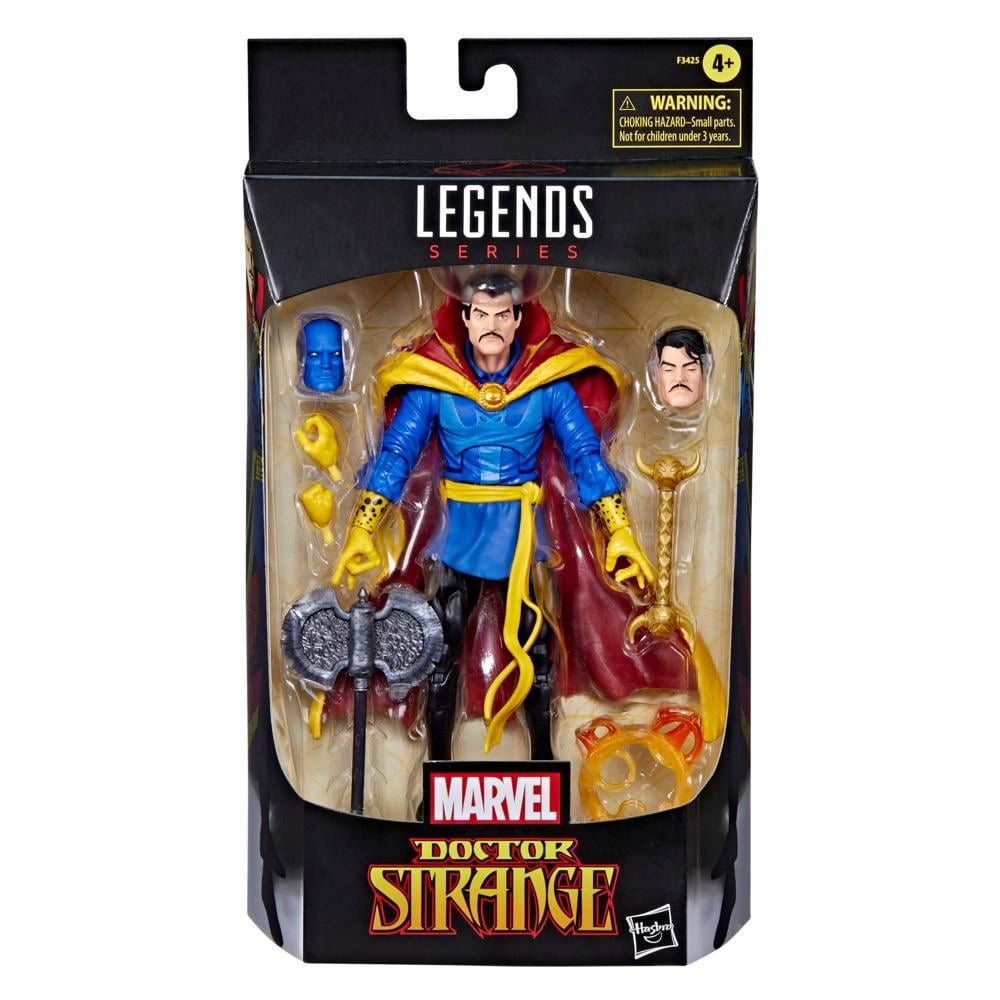 F3425
4+
WARNING:
CHOKING HAZARD–Small parts.
Not for children under 3 years.
LEGENDS
SERIES
MARVEL
DOCTOR
STRANGE
Hasbro